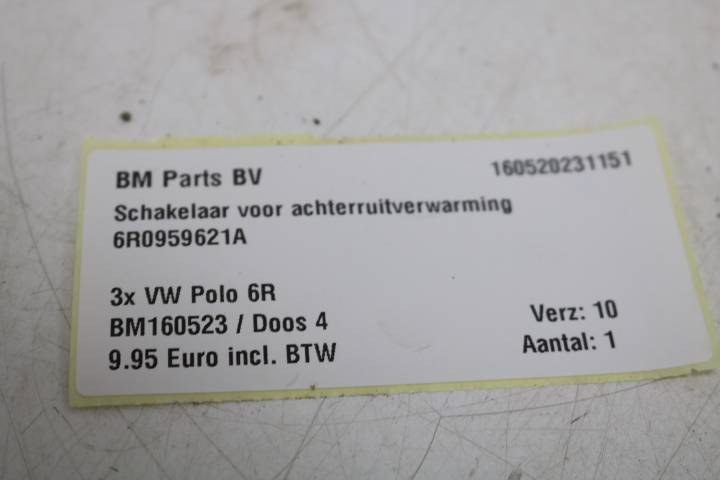 BM Parts BV 160520231151
Schakelaar voor achterruitverwarming
6R0959621A
3x VW Polo 6R
BM160523 / Doos 4 Verz: 10
9.95 Euro incl. BTW Aantal: 1